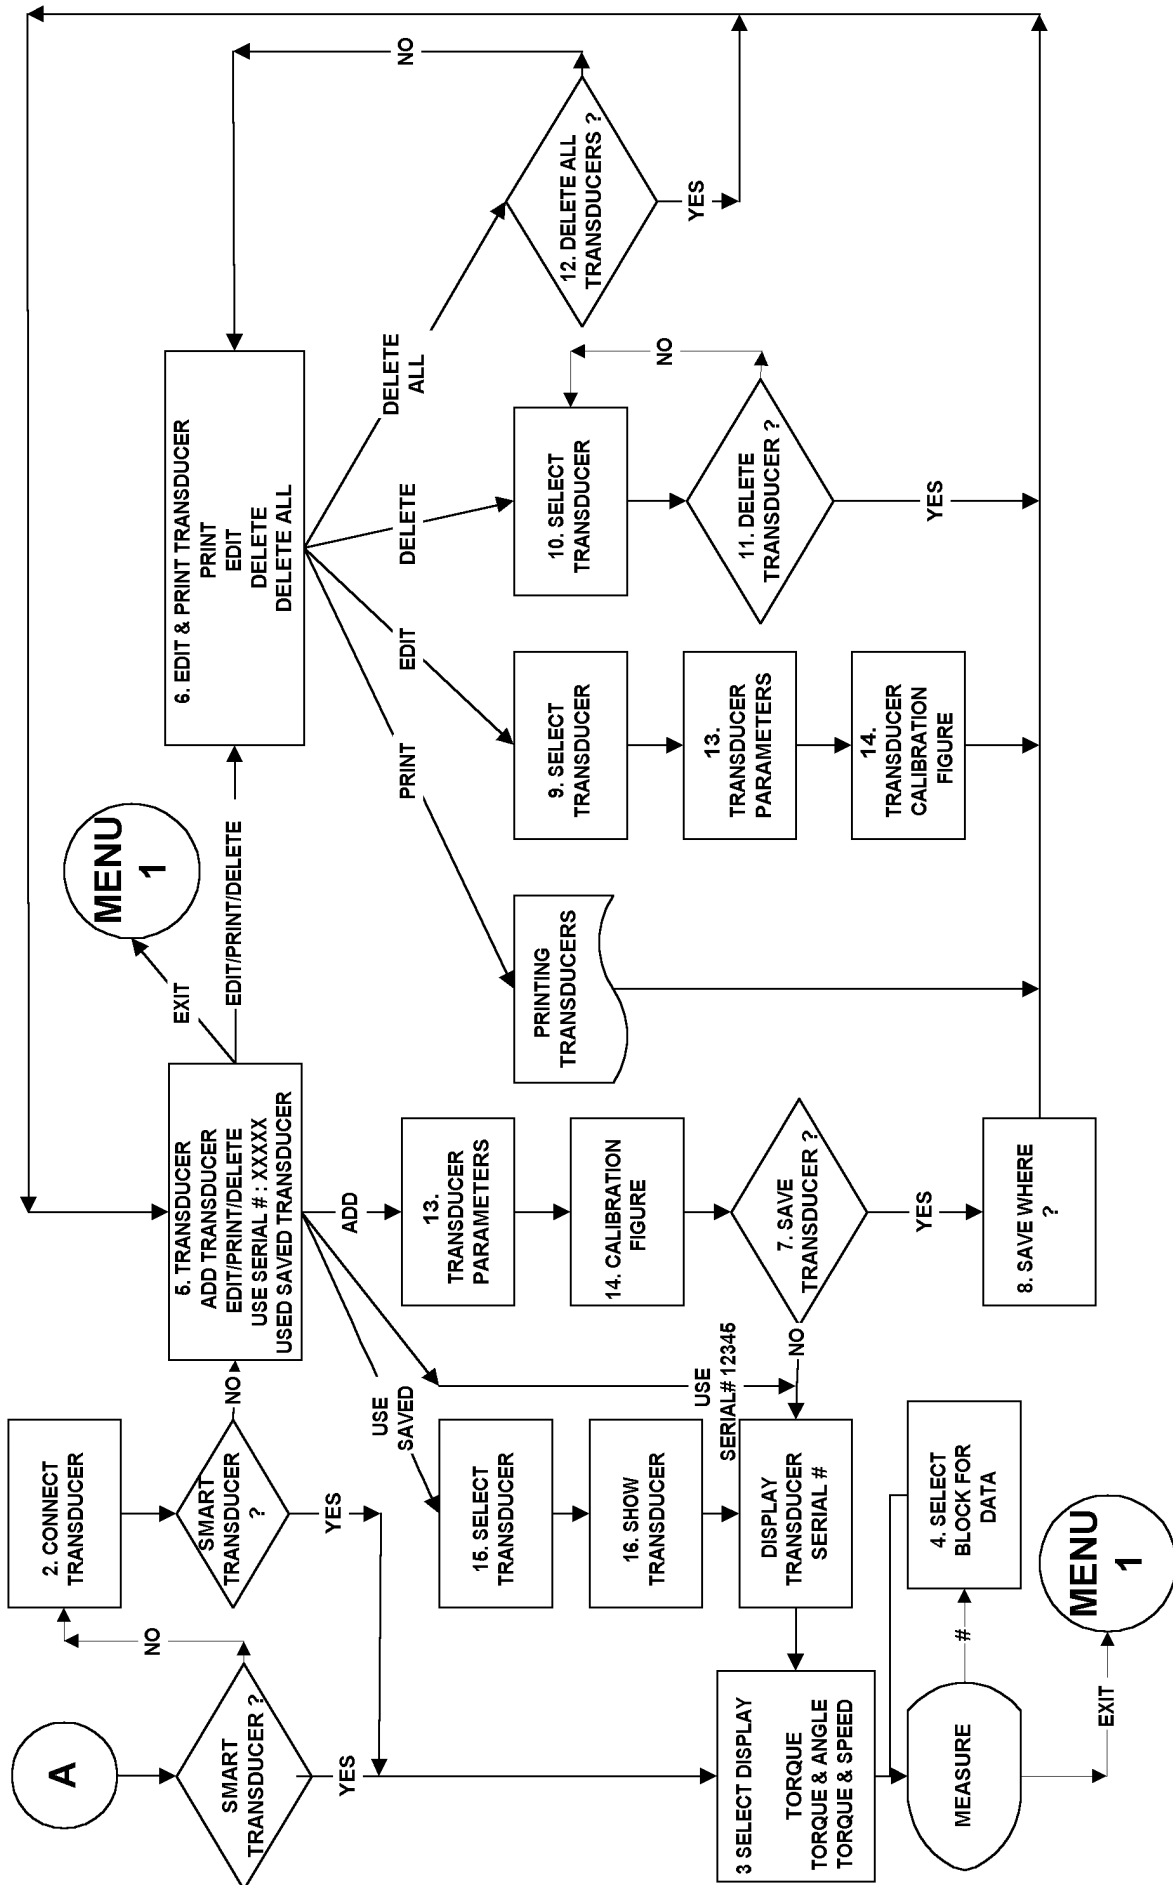 A
SMART
TRANSDUCER ?
NO
YES
2. CONNECT
TRANSDUCER
SMART
TRANSDUCER
?
NO
YES
5. TRANSDUCER
ADD TRANSDUCER
EDIT/PRINT/DELETE
USE SERIAL # : XXXXX
USED SAVED TRANSDUCER
EXIT
MENU
1
EDIT/PRINT/DELETE
6. EDIT & PRINT TRANSDUCER
PRINT
EDIT
DELETE
DELETE ALL
NO
USE
SAVED
ADD
PRINT
EDIT
DELETE
DELETE
ALL
13.
TRANSDUCER
PARAMETERS
15. SELECT
TRANSDUCER
PRINTING
TRANSDUCERS
9. SELECT
TRANSDUCER
10. SELECT
TRANSDUCER
12. DELETE ALL
TRANSDUCERS ?
NO
YES
14. CALIBRATION
FIGURE
16. SHOW
TRANSDUCER
USE
SERIAL# 12345
13.
TRANSDUCER
PARAMETERS
11. DELETE
TRANSDUCER ?
YES
7. SAVE
TRANSDUCER ?
NO
YES
14.
TRANSDUCER
CALIBRATION
FIGURE
3 SELECT DISPLAY
TORQUE
TORQUE & ANGLE
TORQUE & SPEED
DISPLAY
TRANSDUCER
SERIAL #
8. SAVE WHERE
?
MEASURE
#
4. SELECT
BLOCK FOR
DATA
EXIT
MENU
1